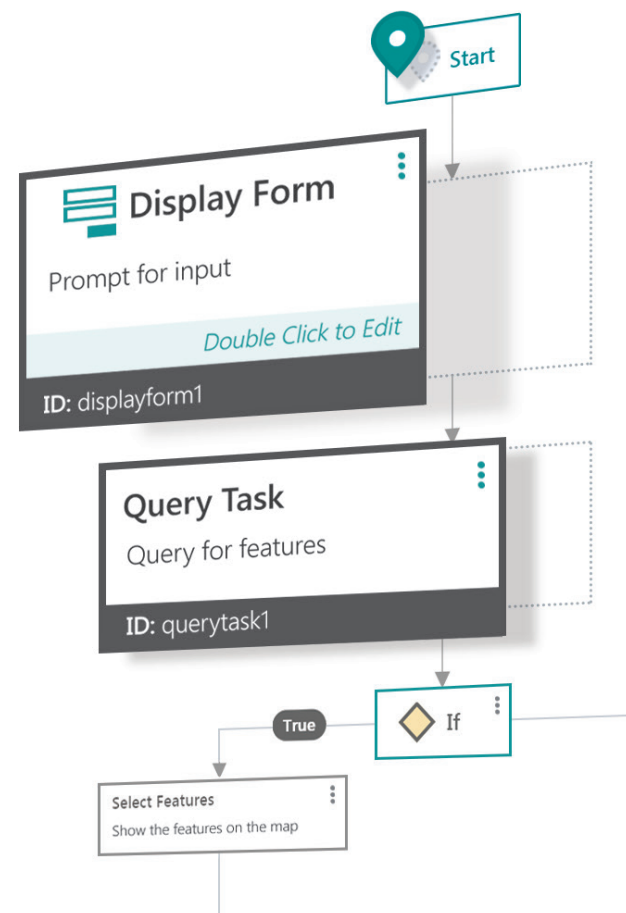 Start
Display Form
Prompt for input
Double Click to Edit
ID: displayform1
Query Task
Query for features
ID: querytask1
True
If
Select Features
Show the features on the map